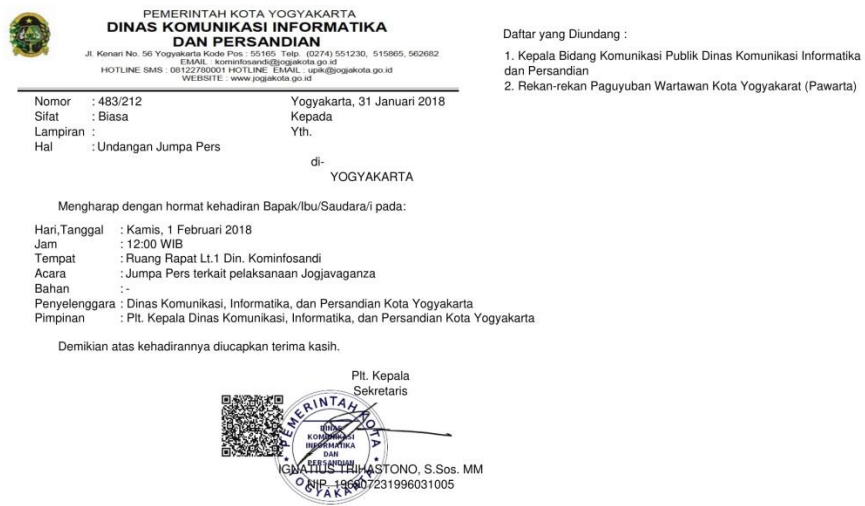 PEMERINTAH KOTA YOGYAKARTA
DINAS KOMUNIKASI INFORMATIKA
DAN PERSANDIAN
Jl. Kenari No. 56 Yogyakarta Kode Pos : 55165 Telp. (0274) 551230, 515865, 562682
EMAIL : kominfosandi@jogjakota.go.id
HOTLINE SMS : 08122780001 HOTLINE EMAIL : upik@jogjakota.go.id
WEBSITE : www.jogjakota.go.id
Nomor : 483/212 Yogyakarta, 31 Januari 2018
Sifat : Biasa Kepada
Lampiran : Yth.
Hal : Undangan Jumpa Pers
di-
YOGYAKARTA
Mengharap dengan hormat kehadiran Bapak/Ibu/Saudara/i pada:
Hari,Tanggal : Kamis, 1 Februari 2018
Jam : 12:00 WIB
Tempat : Ruang Rapat Lt.1 Din. Kominfosandi
Acara : Jumpa Pers terkait pelaksanaan Jogjavaganza
Bahan : -
Penyelenggara : Dinas Komunikasi, Informatika, dan Persandian Kota Yogyakarta
Pimpinan : Plt. Kepala Dinas Komunikasi, Informatika, dan Persandian Kota Yogyakarta
Demikian atas kehadirannya diucapkan terima kasih.
Plt. Kepala
Sekretaris
PEMERINTAH KOTA
DINAS
KOMUNIKASI
INFORMATIKA
DAN
PERSANDIAN
YOGYAKARTA
IGNATIUS TRIHASTONO, S.Sos. MM
NIP. 196907231996031005
Daftar yang Diundang :
1. Kepala Bidang Komunikasi Publik Dinas Komunikasi Informatika
dan Persandian
2. Rekan-rekan Paguyuban Wartawan Kota Yogyakarat (Pawarta)